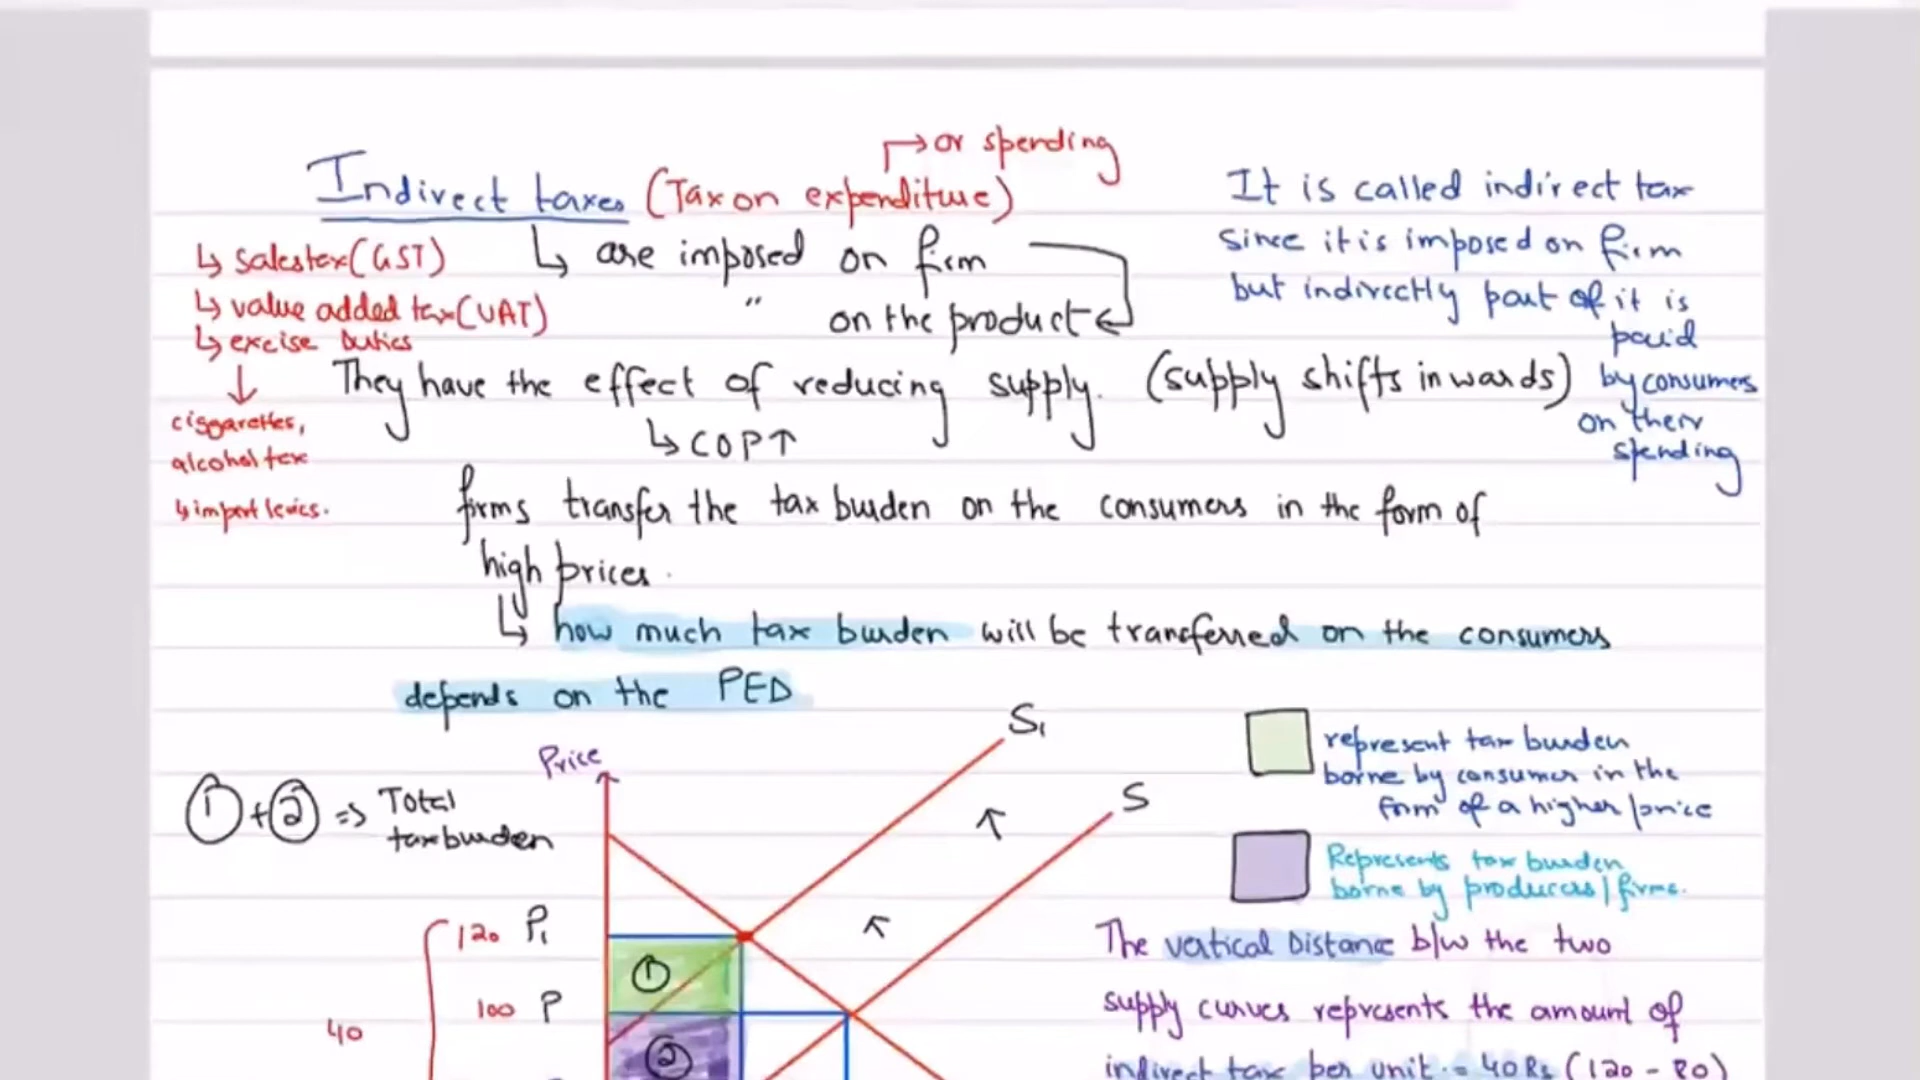 or spending
Indirect taxes (Tax on expenditure)
↳ are imposed on firm
" on the product
↳ salestax(GST)
↳ value added tax(VAT)
↳ excise Duties
cisgarettes,
alcohol tax
↳ import levies.
It is called indirect tax
since it is imposed on firm
but indirectly part of it is
paid
by consumers
on their
spending
They have the effect of reducing supply. (supply shifts inwards)
↳ COP↑
firms transfer the tax burden on the consumers in the form of
high prices.
↳ how much tax burden will be transferred on the consumers
depends on the PED
① + ② => Total
tax burden
Price
S₁
S
120 P₁
100 P
40
①
②
represent tax burden
borne by consumer in the
form of a higher price
Represents tax burden
borne by producers/firms.
The vertical Distance b/w the two
supply curves represents the amount of
indirect tax per unit = 40Rs (120 - 80)